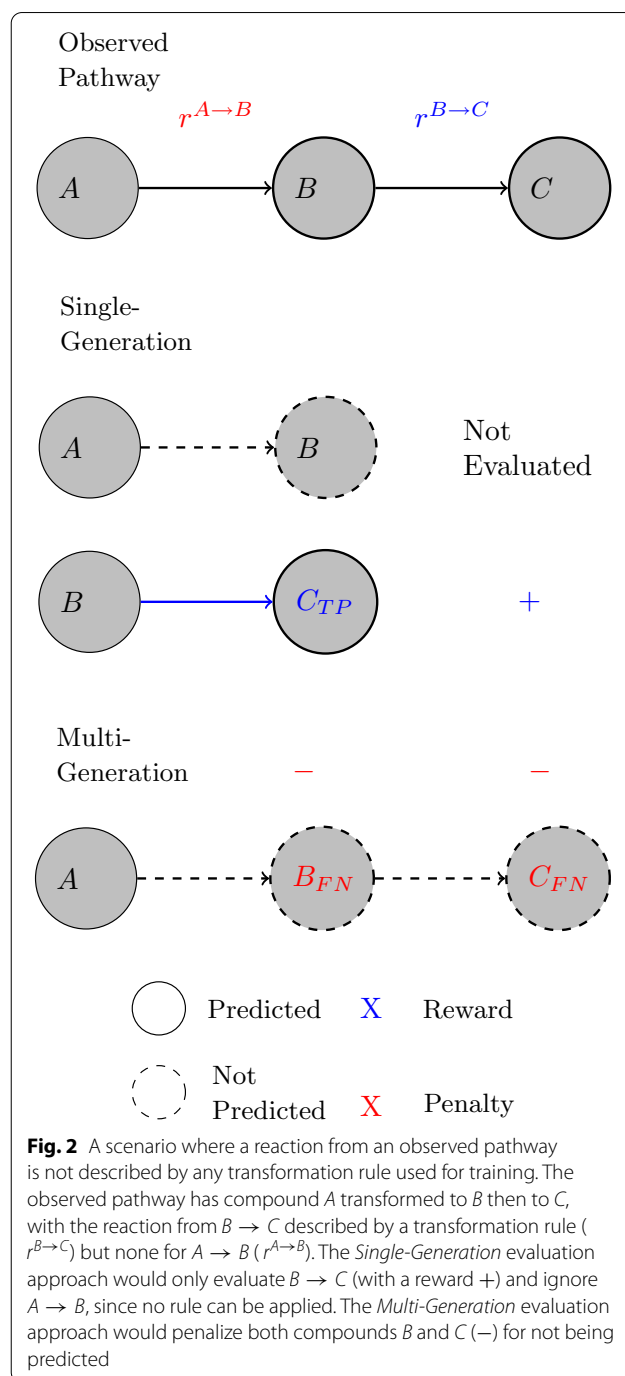 Observed
Pathway
r^{A→B} r^{B→C}
A B C
Single-
Generation
A B Not
Evaluated
B C_{TP} +
Multi-
Generation − −
A B_{FN} C_{FN}
Predicted X Reward
Not
Predicted X Penalty
Fig. 2 A scenario where a reaction from an observed pathway
is not described by any transformation rule used for training. The
observed pathway has compound A transformed to B then to C,
with the reaction from B → C described by a transformation rule (
r^{B→C}) but none for A → B ( r^{A→B}). The Single-Generation evaluation
approach would only evaluate B → C (with a reward +) and ignore
A → B, since no rule can be applied. The Multi-Generation evaluation
approach would penalize both compounds B and C (−) for not being
predicted